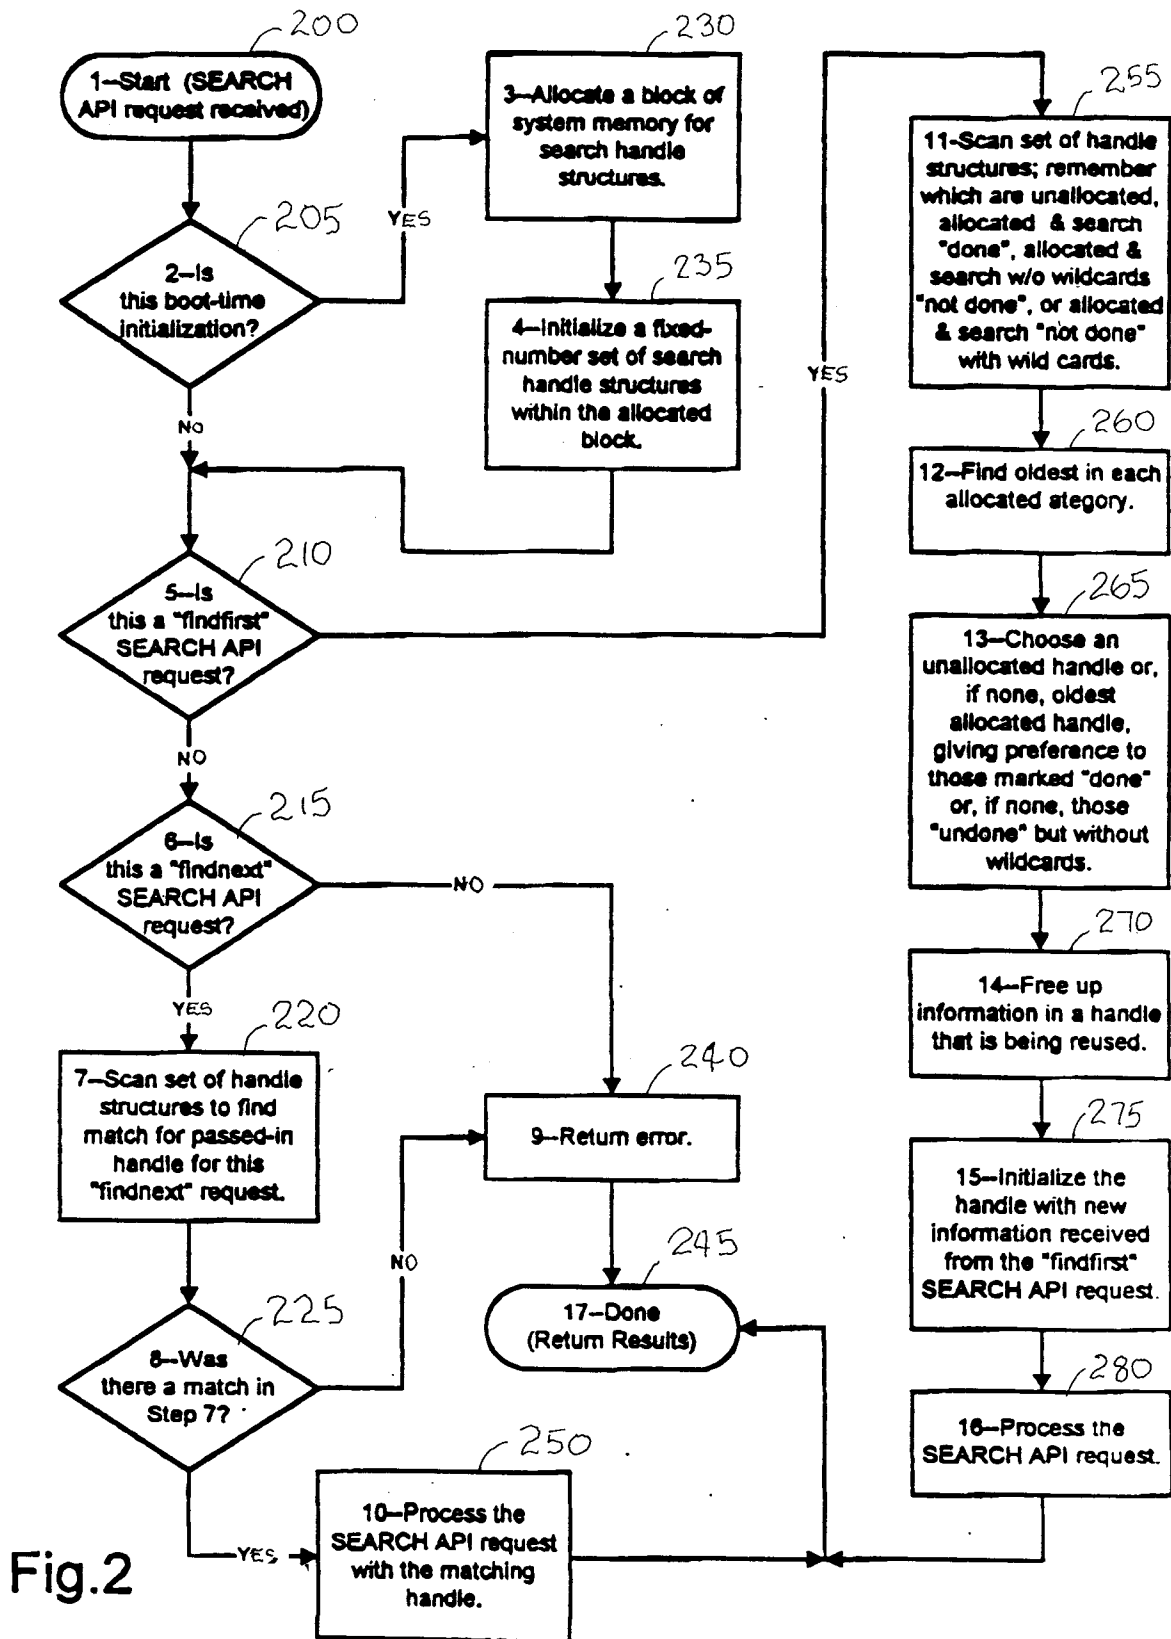 200
1--Start (SEARCH
API request received)
205
2--Is
this boot-time
initialization?
YES
NO
230
3--Allocate a block of
system memory for
search handle
structures.
235
4--Initialize a fixed-
number set of search
handle structures
within the allocated
block.
210
5--Is
this a "findfirst"
SEARCH API
request?
YES
NO
215
6--Is
this a "findnext"
SEARCH API
request?
NO
YES
220
7--Scan set of handle
structures to find
match for passed-in
handle for this
"findnext" request.
225
8--Was
there a match in
Step 7?
NO
YES
240
9--Return error.
245
17--Done
(Return Results)
250
10--Process the
SEARCH API request
with the matching
handle.
255
11-Scan set of handle
structures; remember
which are unallocated,
allocated & search
"done", allocated &
search w/o wildcards
"not done", or allocated
& search "not done"
with wild cards.
260
12--Find oldest in each
allocated ategory.
265
13--Choose an
unallocated handle or,
if none, oldest
allocated handle,
giving preference to
those marked "done"
or, if none, those
"undone" but without
wildcards.
270
14--Free up
information in a handle
that is being reused.
275
15--Initialize the
handle with new
information received
from the "findfirst"
SEARCH API request.
280
16--Process the
SEARCH API request.
Fig.2